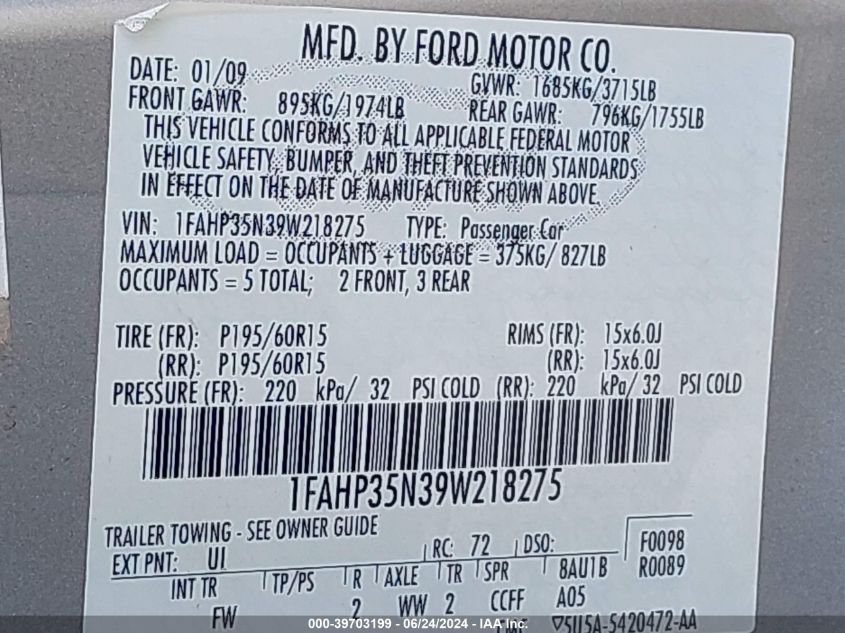 MFD. BY FORD MOTOR CO.
DATE: 01/09 GVWR: 1685KG/3715LB
FRONT GAWR: 895KG/1974LB REAR GAWR: 796KG/1755LB
THIS VEHICLE CONFORMS TO ALL APPLICABLE FEDERAL MOTOR
VEHICLE SAFETY, BUMPER, AND THEFT PREVENTION STANDARDS
IN EFFECT ON THE DATE OF MANUFACTURE SHOWN ABOVE.
VIN: 1FAHP35N39W218275 TYPE: Passenger Car
MAXIMUM LOAD = OCCUPANTS + LUGGAGE = 375KG/ 827LB
OCCUPANTS = 5 TOTAL; 2 FRONT, 3 REAR
TIRE (FR): P195/60R15 RIMS (FR): 15x6.0J
(RR): P195/60R15 (RR): 15x6.0J
PRESSURE (FR): 220 kPa/ 32 PSI COLD (RR): 220 kPa/ 32 PSI COLD
1FAHP35N39W218275
TRAILER TOWING - SEE OWNER GUIDE
EXT PNT: UI RC: 72 DSO: F0098
INT TR TP/PS R AXLE TR SPR 8AU1B R0089
FW 2 WW 2 CCFF A05
5U5A-5420472-AA
000-39703199 - 06/24/2024 - IAA Inc.